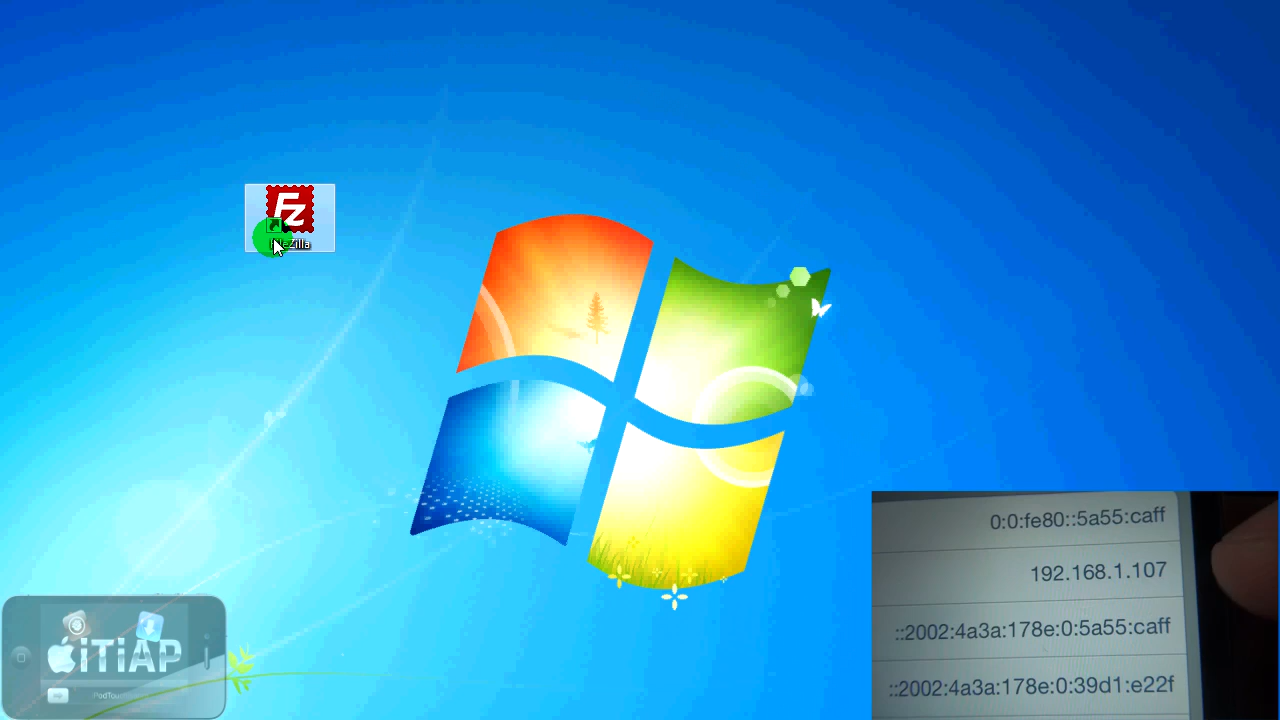 Fz
FileZilla
0:0:fe80::5a55:caff
192.168.1.107
::2002:4a3a:178e:0:5a55:caff
::2002:4a3a:178e:0:39d1:e22f
iTiAP